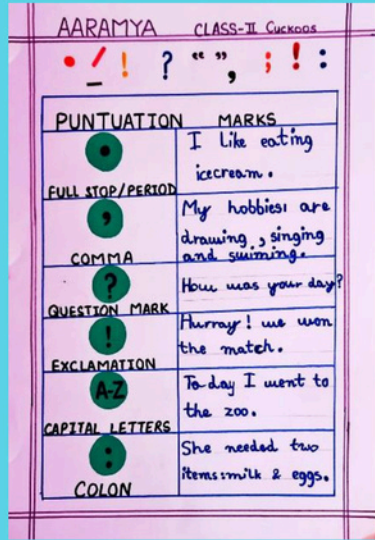 AARAMYA CLASS-II Cuckoos
. / _ ! ? “ ” , ; ! :
PUNTUATION MARKS
.
I like eating
icecream.
FULL STOP/PERIOD
,
My hobbiesı are
drawing, singing
and swiming.
COMMA
?
How was your day?
QUESTION MARK
!
Hurray! we won
the match.
EXCLAMATION
A-Z
To-day I went to
the zoo.
CAPITAL LETTERS
:
She needed two
items:milk & eggs.
COLON